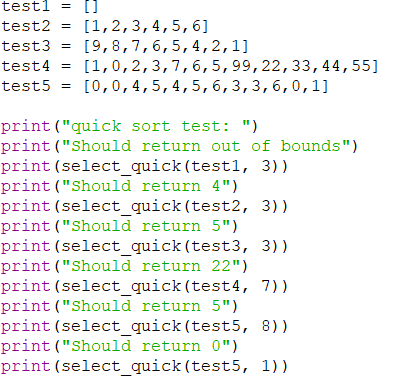 test1 = []
test2 = [1,2,3,4,5,6]
test3 = [9,8,7,6,5,4,2,1]
test4 = [1,0,2,3,7,6,5,99,22,33,44,55]
test5 = [0,0,4,5,4,5,6,3,3,6,0,1]
print("quick sort test: ")
print("Should return out of bounds")
print(select_quick(test1, 3))
print("Should return 4")
print(select_quick(test2, 3))
print("Should return 5")
print(select_quick(test3, 3))
print("Should return 22")
print(select_quick(test4, 7))
print("Should return 5")
print(select_quick(test5, 8))
print("Should return 0")
print(select_quick(test5, 1))